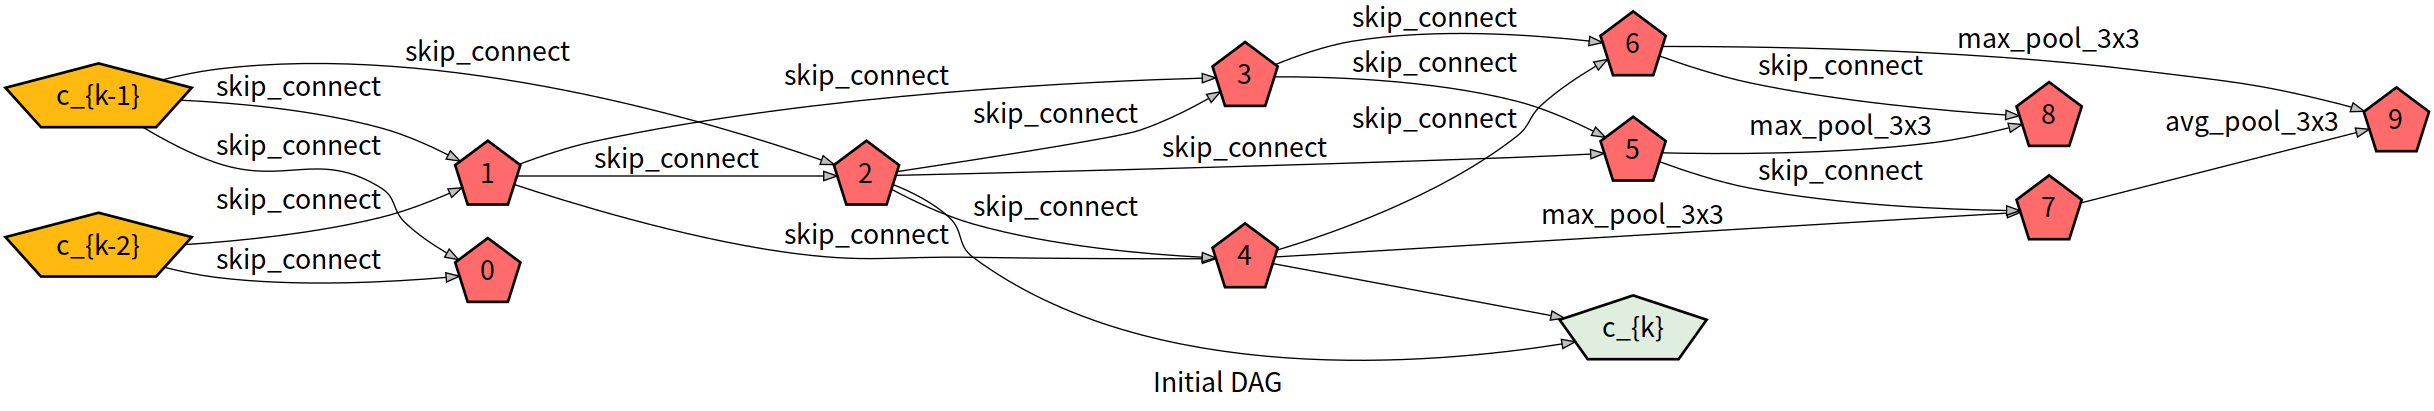 c_{k-1}
c_{k-2}
skip_connect
skip_connect
skip_connect
skip_connect
skip_connect
1
0
skip_connect
skip_connect
skip_connect
2
skip_connect
skip_connect
skip_connect
3
4
skip_connect
skip_connect
skip_connect
6
5
c_{k}
max_pool_3x3
skip_connect
max_pool_3x3
skip_connect
max_pool_3x3
8
7
avg_pool_3x3
9
Initial DAG